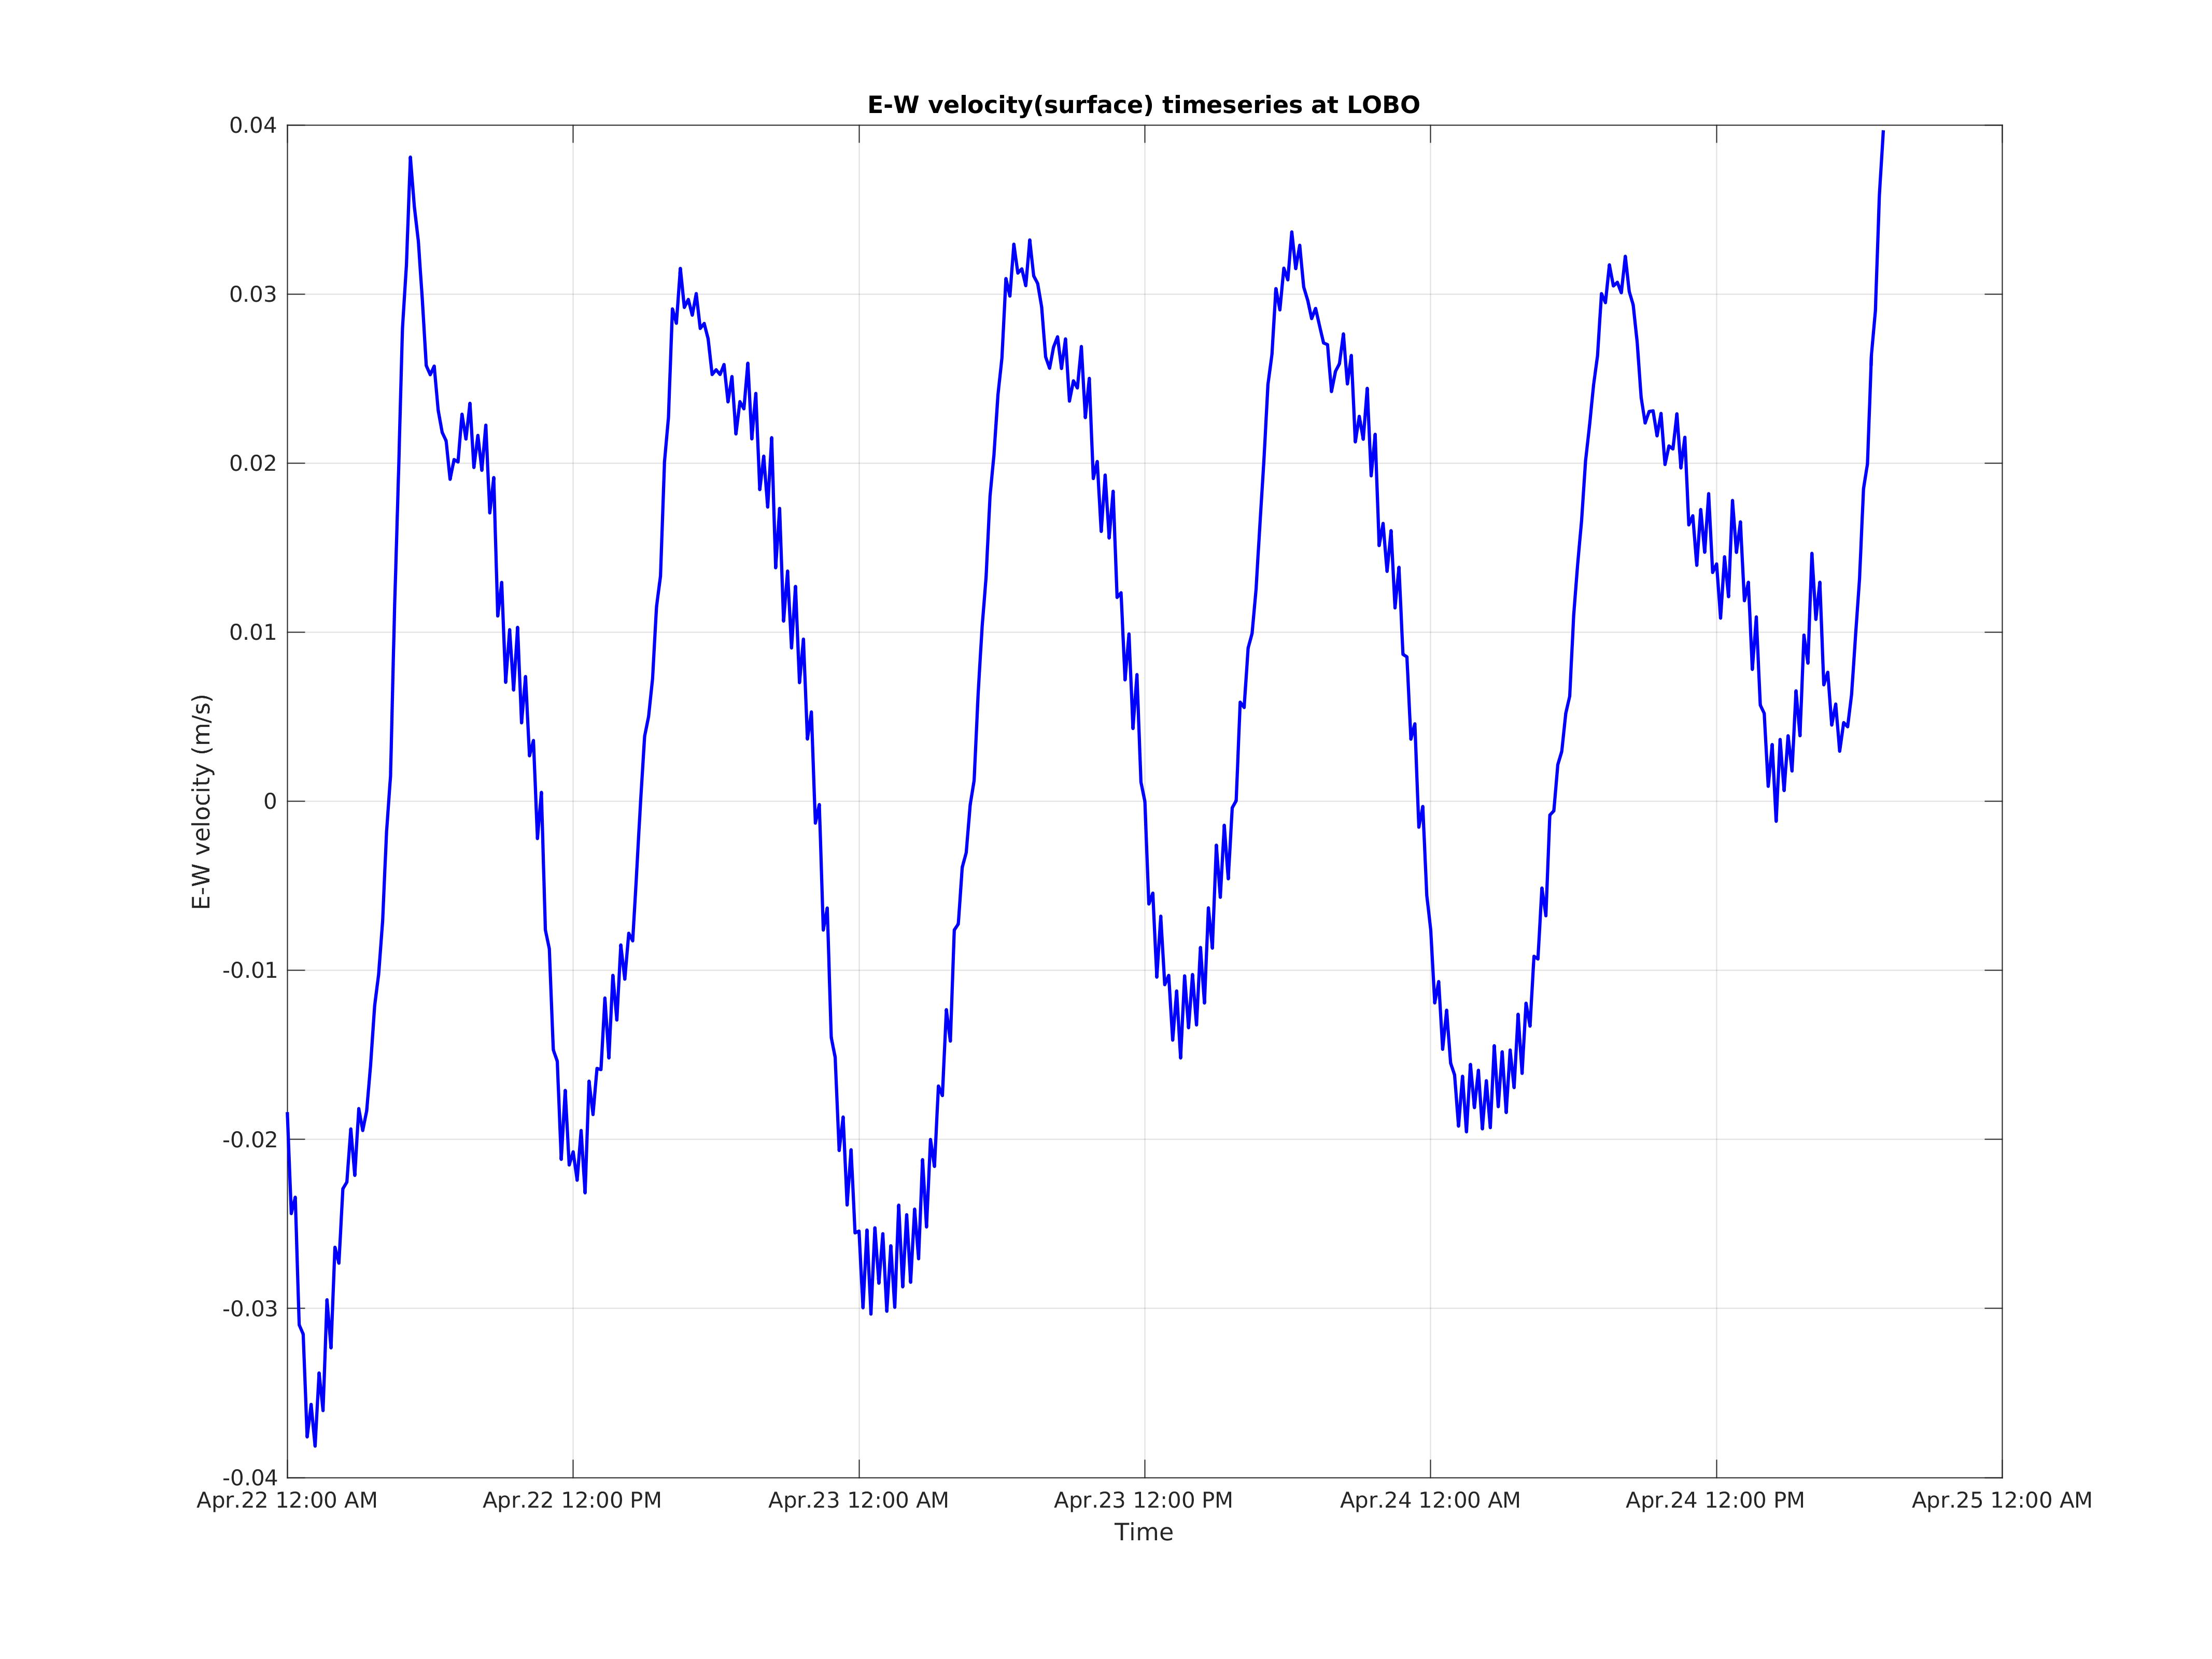 E-W velocity(surface) timeseries at LOBO
0.04
0.03
0.02
0.01
0
-0.01
-0.02
-0.03
-0.04
E-W velocity (m/s)
Apr.22 12:00 AM
Apr.22 12:00 PM
Apr.23 12:00 AM
Apr.23 12:00 PM
Apr.24 12:00 AM
Apr.24 12:00 PM
Apr.25 12:00 AM
Time